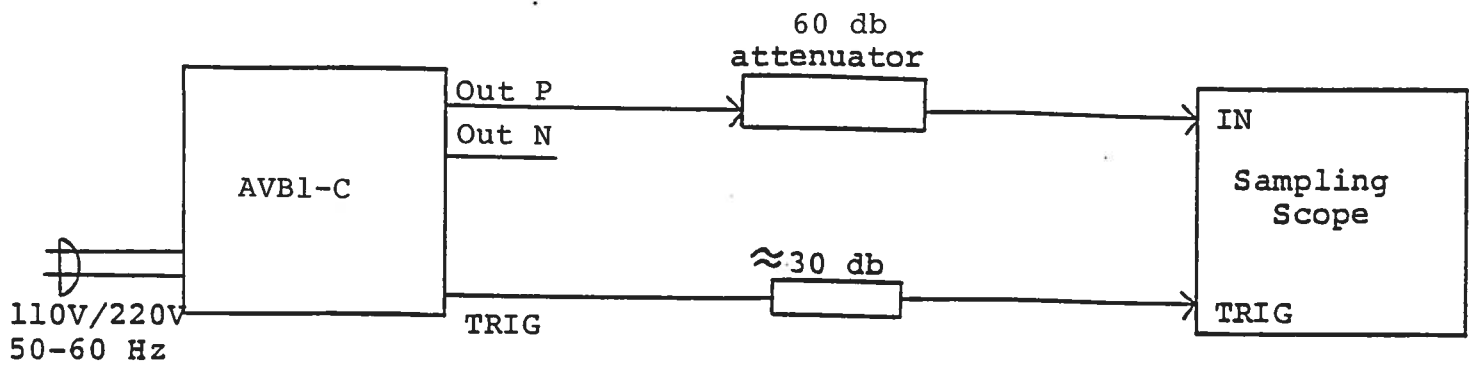 60 db
attenuator
Out P
Out N
AVB1-C
IN
Sampling
Scope
≈30 db
TRIG
TRIG
110V/220V
50-60 Hz